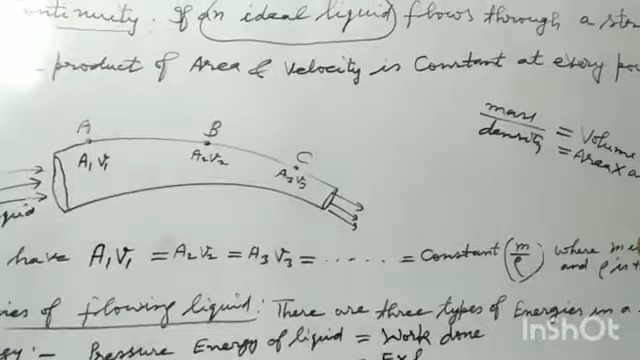 ontinuity. If an ideal liquid flows through a str
- product of Area & Velocity is Constant at every po
mass
density = Volume
= Area x
A B C
A₁V₁ A₂V₂ A₃V₃
quid
have A₁V₁ = A₂V₂ = A₃V₃ = ...... = Constant (m/ρ) where m
and ρ is
ies of flowing liquid: There are three types of Energies in a
gy:- Pressure Energy of liquid = Work done
= F×
InShOt